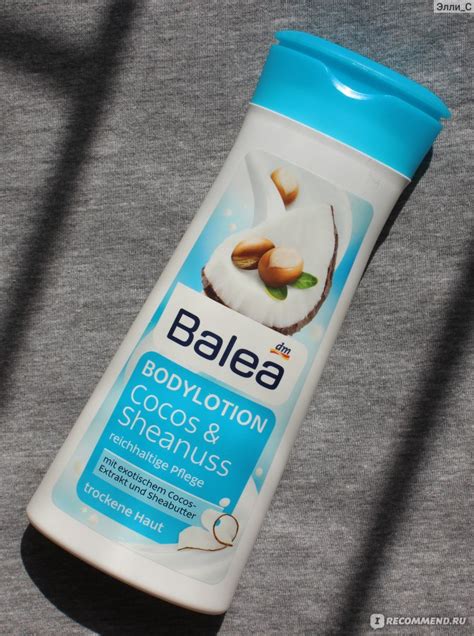 Элли_С
dm
Balea
BODYLOTION
Cocos &
Sheanuss
reichhaltige Pflege
mit exotischem Cocos-
Extrakt und Sheabutter
trockene Haut
I RECOMMEND.RU